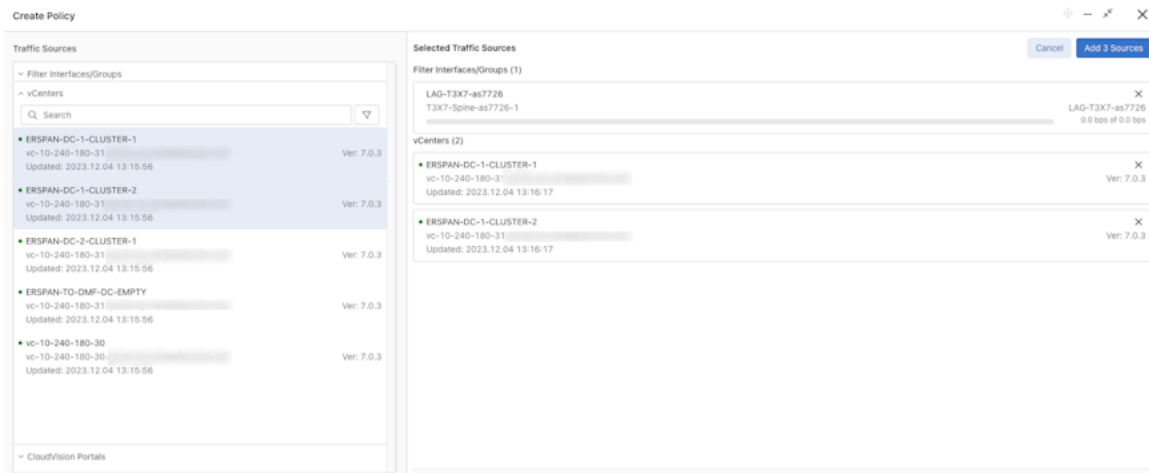 Create Policy
Traffic Sources
Filter Interfaces/Groups
vCenters
Search
ERSPAN-DC-1-CLUSTER-1
vc-10-240-180-31 Ver: 7.0.3
Updated: 2023.12.04 13:15:56
ERSPAN-DC-1-CLUSTER-2
vc-10-240-180-31 Ver: 7.0.3
Updated: 2023.12.04 13:15:56
ERSPAN-DC-2-CLUSTER-1
vc-10-240-180-31 Ver: 7.0.3
Updated: 2023.12.04 13:15:56
ERSPAN-TO-DMF-DC-EMPTY
vc-10-240-180-31 Ver: 7.0.3
Updated: 2023.12.04 13:15:56
vc-10-240-180-30
vc-10-240-180-30. Ver: 7.0.3
Updated: 2023.12.04 13:15:56
CloudVision Portals
Selected Traffic Sources Cancel Add 3 Sources
Filter Interfaces/Groups (1)
LAG-T3X7-as7726
T3X7-Spine-as7726-1 LAG-T3X7-as7726
0.0 bps of 0.0 bps
vCenters (2)
ERSPAN-DC-1-CLUSTER-1
vc-10-240-180-31 Ver: 7.0.3
Updated: 2023.12.04 13:16:17
ERSPAN-DC-1-CLUSTER-2
vc-10-240-180-31 Ver: 7.0.3
Updated: 2023.12.04 13:16:17